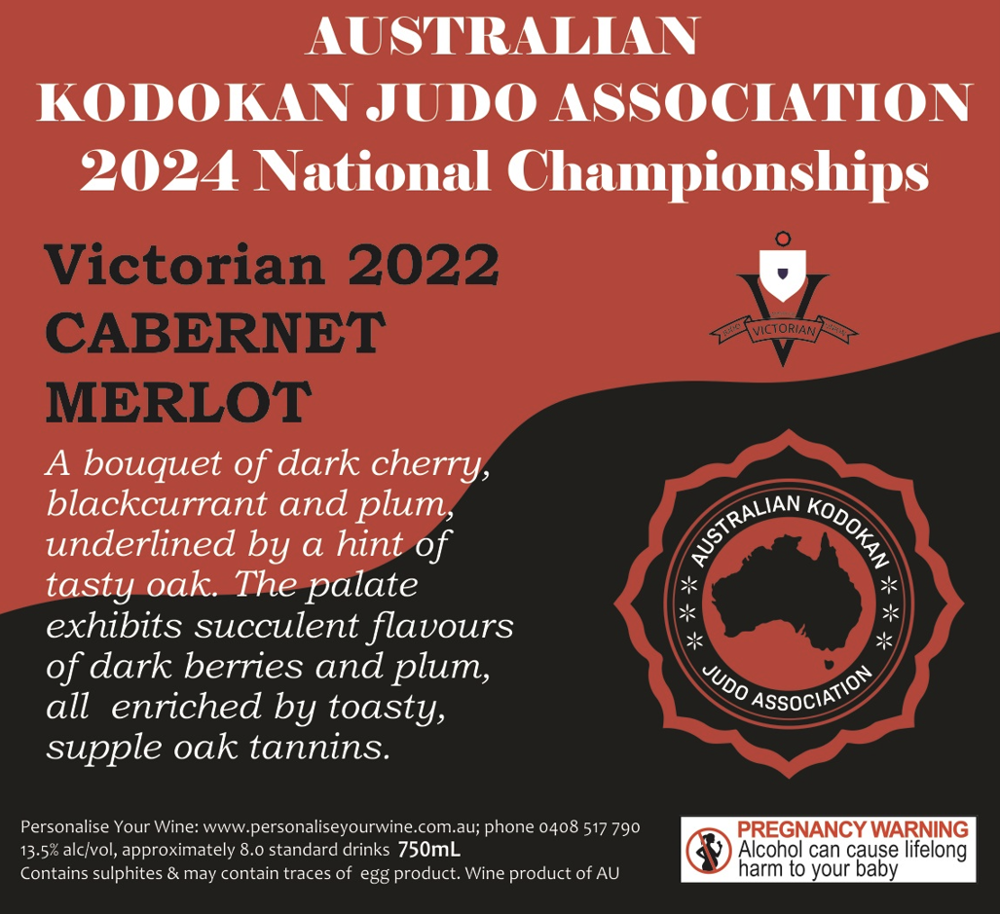 AUSTRALIAN
KODOKAN JUDO ASSOCIATION
2024 National Championships
Victorian 2022
CABERNET
MERLOT
JUDO VICTORIAN
A bouquet of dark cherry,
blackcurrant and plum,
underlined by a hint of
tasty oak. The palate
exhibits succulent flavours
of dark berries and plum,
all enriched by toasty,
supple oak tannins.
AUSTRALIAN KODOKAN
JUDO ASSOCIATION
Personalise Your Wine: www.personaliseyourwine.com.au; phone 0408 517 790
13.5% alc/vol, approximately 8.0 standard drinks 750mL
Contains sulphites & may contain traces of egg product. Wine product of AU
PREGNANCY WARNING
Alcohol can cause lifelong
harm to your baby